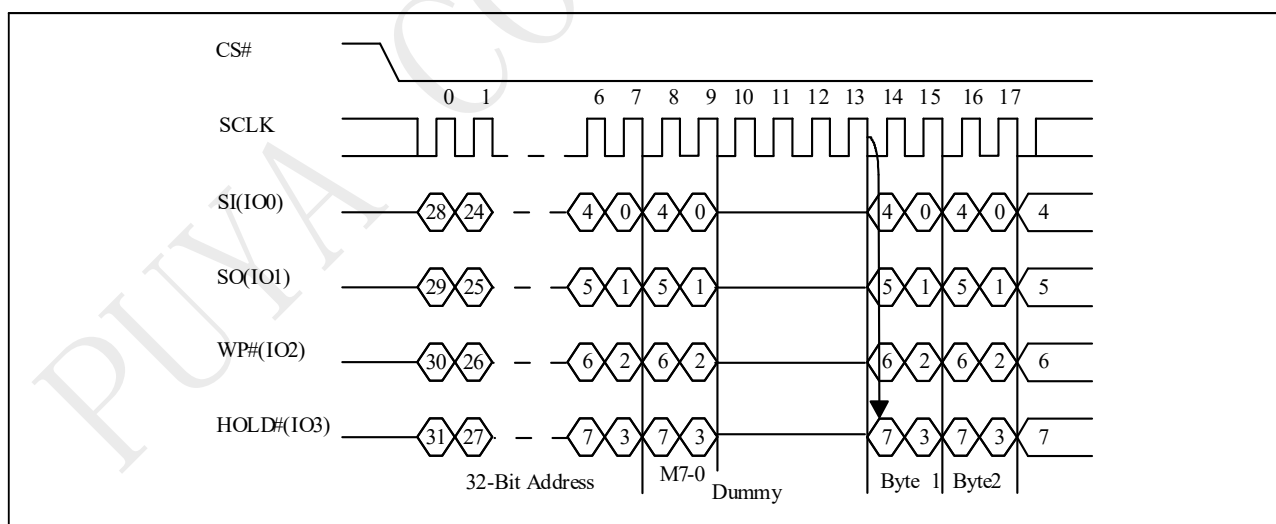 PUYA CO
CS#
0 1 6 7 8 9 10 11 12 13 14 15 16 17
SCLK
SI(IO0) 28 24 4 0 4 0 4 0 4 0 4
SO(IO1) 29 25 5 1 5 1 5 1 5 1 5
WP#(IO2) 30 26 6 2 6 2 6 2 6 2 6
HOLD#(IO3) 31 27 7 3 7 3 7 3 7 3 7
32-Bit Address M7-0 Dummy Byte 1 Byte2